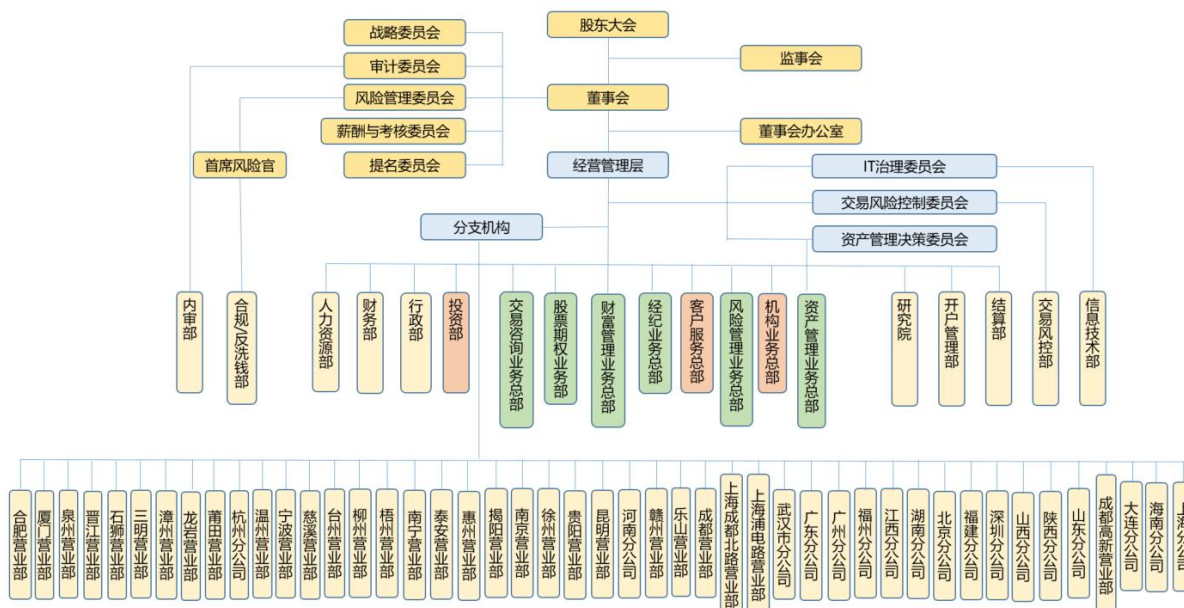 股东大会
监事会
战略委员会
审计委员会
风险管理委员会
薪酬与考核委员会
提名委员会
董事会
董事会办公室
首席风险官
经营管理层
IT治理委员会
交易风险控制委员会
资产管理决策委员会
分支机构
内审部
合规/反洗钱部
人力资源部
财务部
行政部
投资部
交易咨询业务总部
股票期权业务部
财富管理业务总部
经纪业务总部
客户服务总部
风险管理业务总部
机构业务总部
资产管理业务总部
研究院
开户管理部
结算部
交易风控部
信息技术部
合肥营业部
厦门营业部
泉州营业部
晋江营业部
石狮营业部
三明营业部
漳州营业部
龙岩营业部
莆田营业部
杭州分公司
温州营业部
宁波营业部
慈溪营业部
台州营业部
柳州营业部
梧州营业部
南宁营业部
泰安营业部
惠州营业部
揭阳营业部
南京营业部
徐州营业部
贵阳营业部
昆明营业部
河南分公司
赣州营业部
乐山营业部
成都营业部
上海成都北路营业部
上海浦电路营业部
武汉市分公司
广东分公司
广州分公司
福州分公司
江西分公司
湖南分公司
北京分公司
福建分公司
深圳分公司
山西分公司
陕西分公司
山东分公司
成都高新营业部
大连分公司
海南分公司
上海分公司